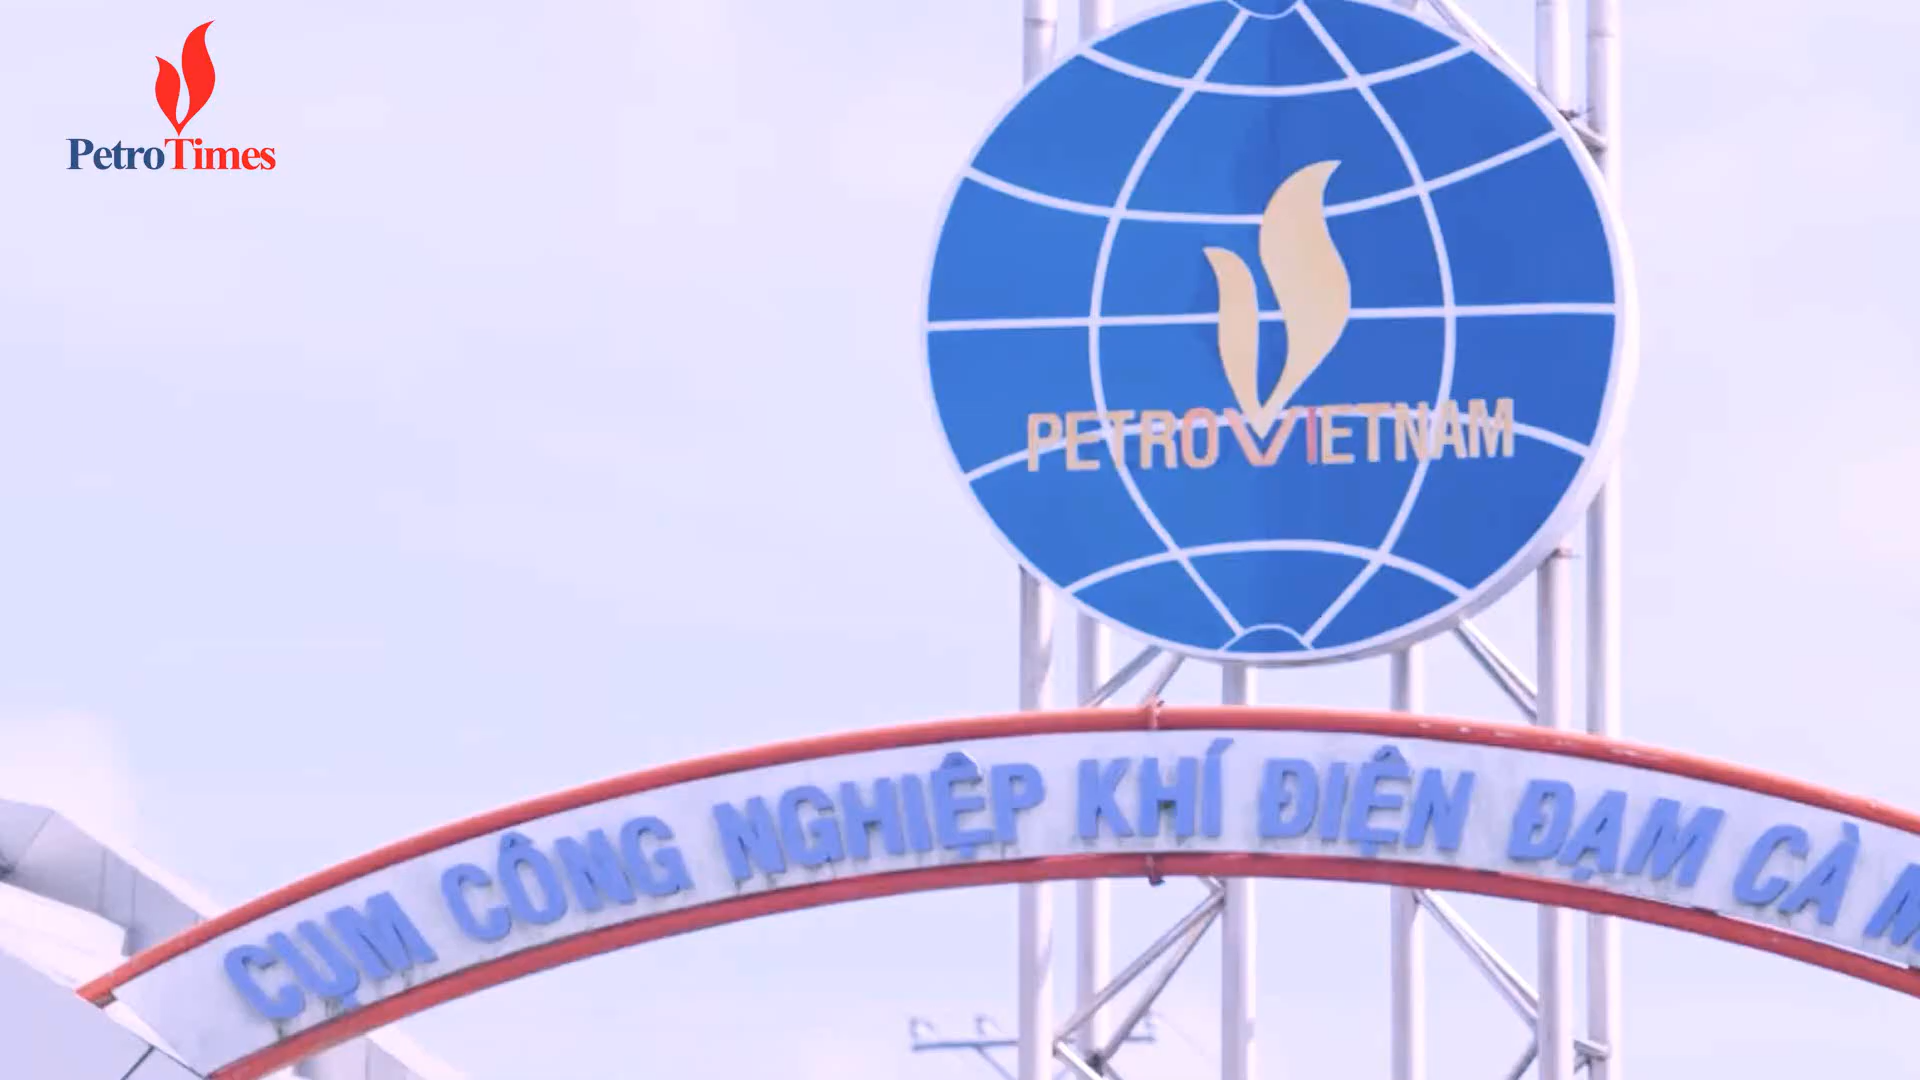 PetroTimes
PETROVIETNAM
CỤM CÔNG NGHIỆP KHÍ ĐIỆN ĐẠM CÀ